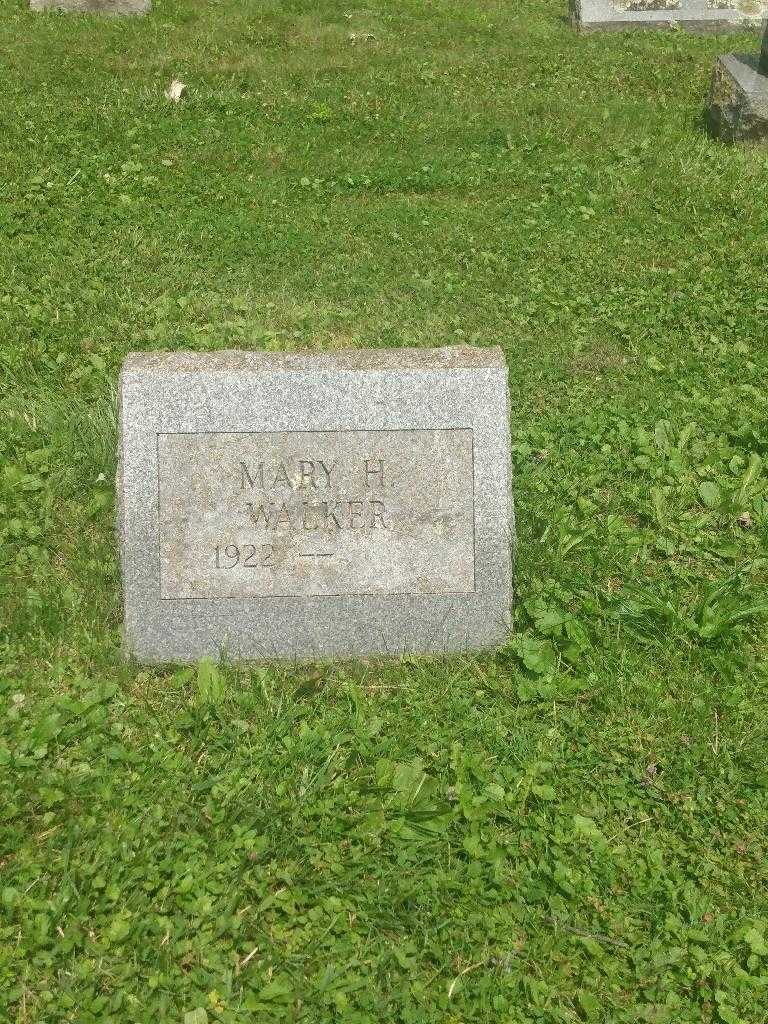 MARY H.
WALKER
1922 —